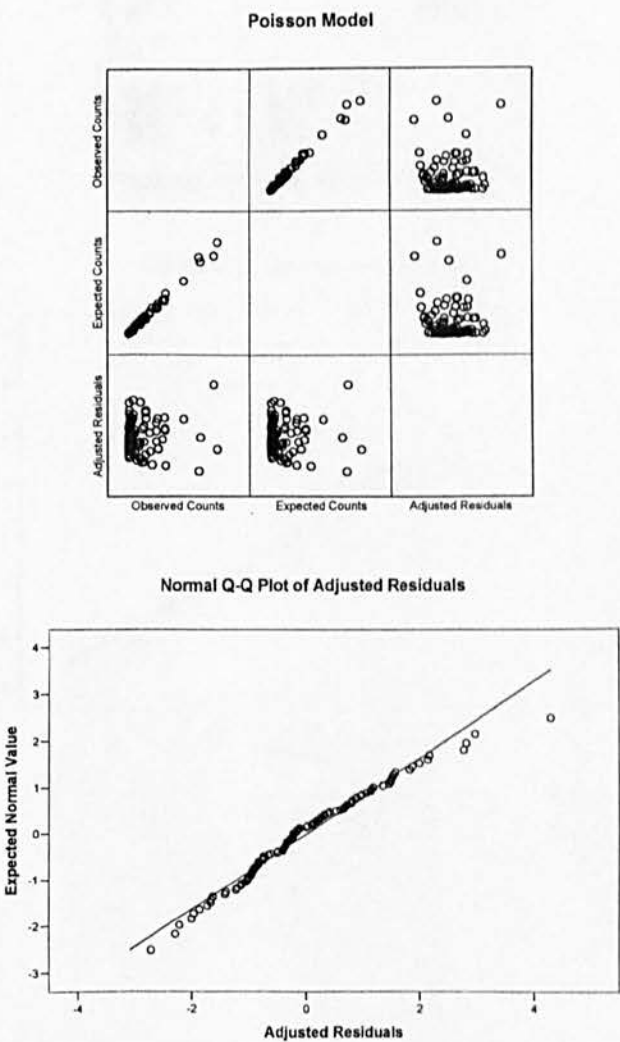 Poisson Model
Observed Counts
Expected Counts
Adjusted Residuals
Observed Counts
Expected Counts
Adjusted Residuals
Normal Q-Q Plot of Adjusted Residuals
Expected Normal Value
4
3
2
1
0
-1
-2
-3
-4
-2
0
2
4
Adjusted Residuals